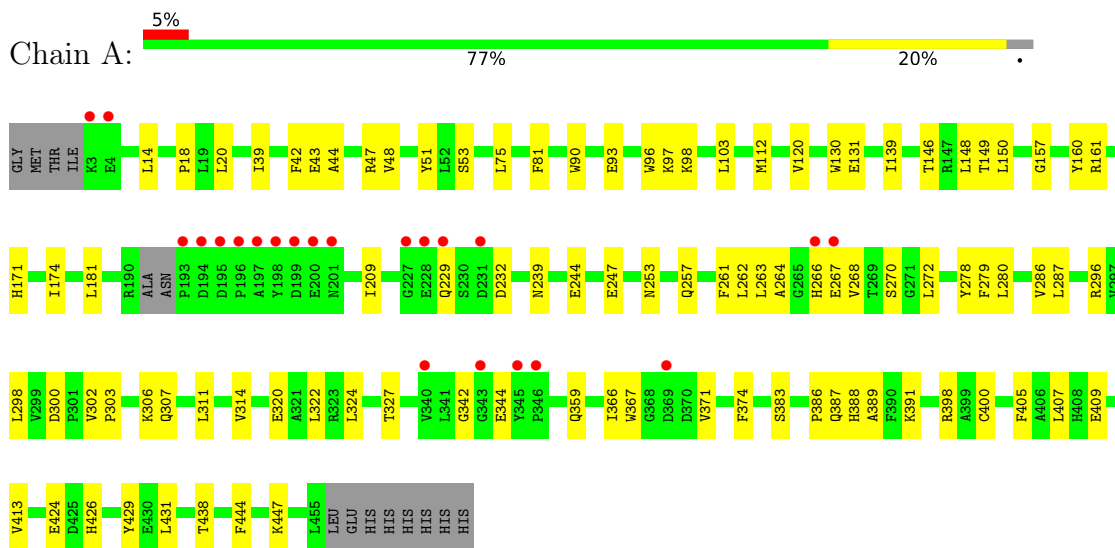 5%
Chain A:
77% 20% •
GLY MET THR ILE K3 E4 L14 P18 L19 L20 I39 F42 E43 A44 R47 V48 Y51 L52 S53 L75 F81 W90 E93 W96 K97 K98 L103 M112 V120 W130 E131 I139 T146 R147 L148 T149 L150 G157 Y160 R161
H171 I174 L181 R190 ALA ASN P193 D194 D195 P196 A197 Y198 D199 E200 N201 I209 G227 E228 Q229 S230 D231 D232 N239 E244 E247 N253 Q257 F261 L262 L263 A264 G265 H266 E267 V268 T269 S270 G271 L272 Y278 F279 L280 V286 L287 R296 V297
L298 V299 D300 P301 V302 P303 K306 Q307 L311 V314 E320 A321 L322 R323 L324 T327 V340 L341 G342 G343 E344 Y345 P346 Q359 I366 W367 G368 D369 D370 V371 F374 S383 P386 Q387 H388 A389 F390 K391 R398 A399 C400 F405 A406 L407 H408 E409
V413 E424 D425 H426 Y429 E430 L431 T438 F444 K447 L455 LEU GLU HIS HIS HIS HIS HIS HIS